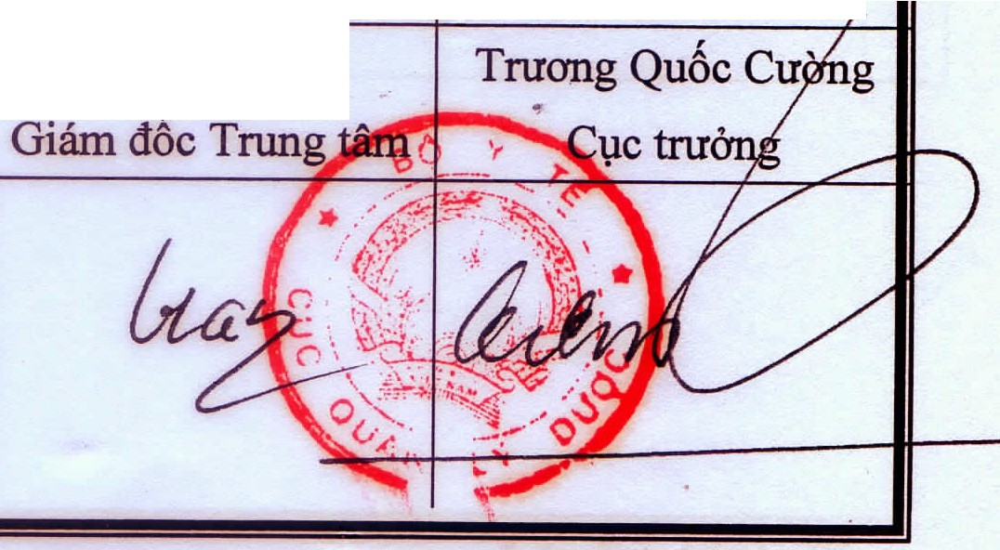 Trương Quốc Cường
Giám đốc Trung tâm
Cục trưởng
BỘ Y TẾ
CỤC QUẢN LÝ DƯỢC